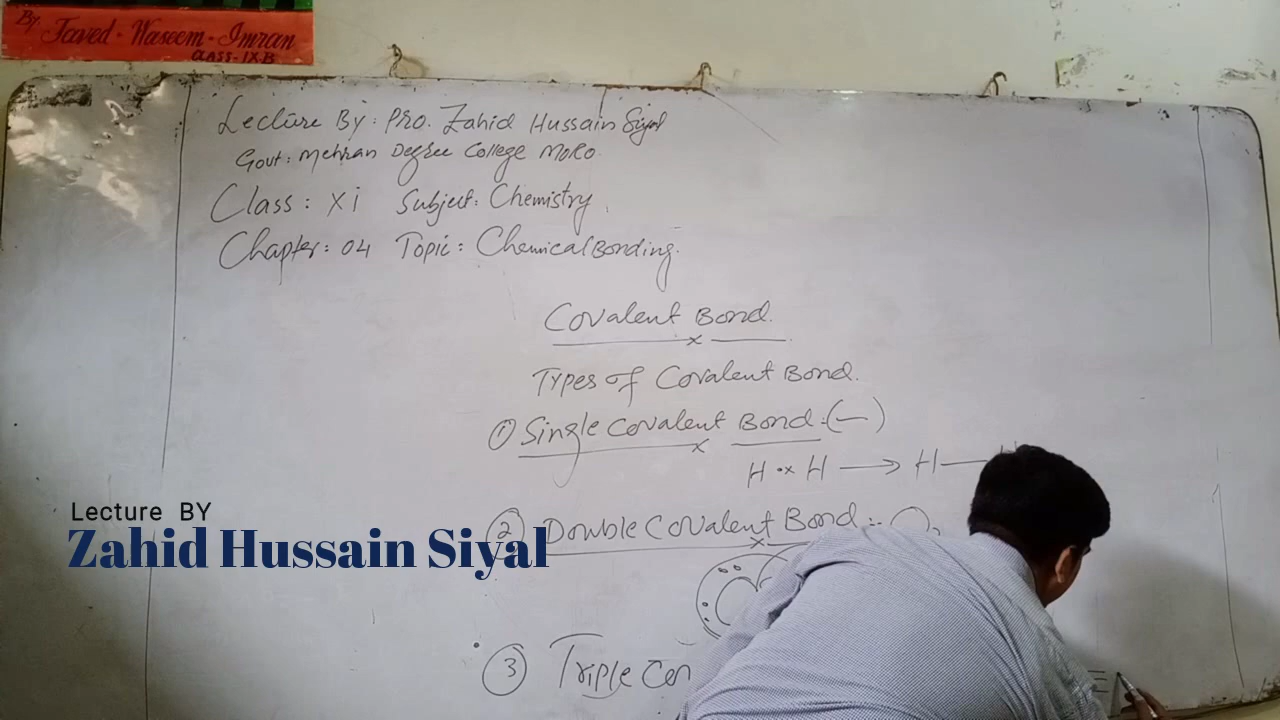 By: Javed - Waseem - Imran
CLASS-IX B
Lecture By: Pro. Zahid Hussain Siyal
Govt: Mehran Degree College Moro
Class: XI Subject: Chemistry
Chapter: 04 Topic: Chemical Bonding.
Covalent Bond.
Types of Covalent Bond.
① Single Covalent Bond:(—)
H •× H → H—
② Double Covalent Bond:-
③ Triple
Lecture BY
Zahid Hussain Siyal